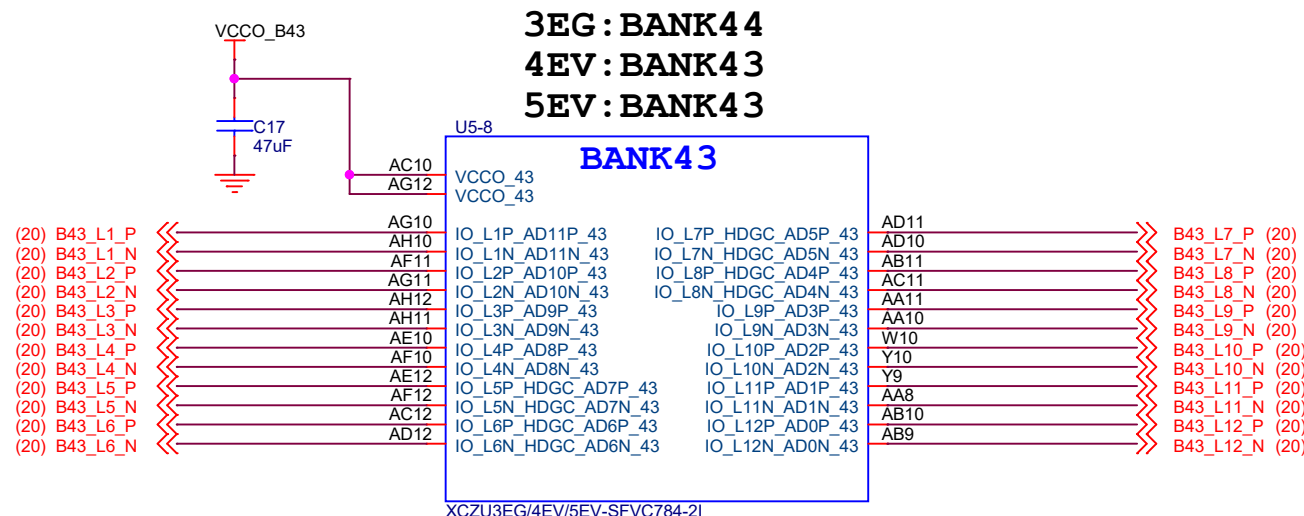 3EG:BANK44
VCCO_B43
4EV:BANK43
5EV:BANK43
C17
47uF
U5-8
BANK43
AC10 VCCO_43
AG12 VCCO_43
(20) B43_L1_P AG10 IO_L1P_AD11P_43 IO_L7P_HDGC_AD5P_43 AD11 B43_L7_P (20)
(20) B43_L1_N AH10 IO_L1N_AD11N_43 IO_L7N_HDGC_AD5N_43 AD10 B43_L7_N (20)
(20) B43_L2_P AF11 IO_L2P_AD10P_43 IO_L8P_HDGC_AD4P_43 AB11 B43_L8_P (20)
(20) B43_L2_N AG11 IO_L2N_AD10N_43 IO_L8N_HDGC_AD4N_43 AC11 B43_L8_N (20)
(20) B43_L3_P AH12 IO_L3P_AD9P_43 IO_L9P_AD3P_43 AA11 B43_L9_P (20)
(20) B43_L3_N AH11 IO_L3N_AD9N_43 IO_L9N_AD3N_43 AA10 B43_L9_N (20)
(20) B43_L4_P AE10 IO_L4P_AD8P_43 IO_L10P_AD2P_43 W10 B43_L10_P (20)
(20) B43_L4_N AF10 IO_L4N_AD8N_43 IO_L10N_AD2N_43 Y10 B43_L10_N (20)
(20) B43_L5_P AE12 IO_L5P_HDGC_AD7P_43 IO_L11P_AD1P_43 Y9 B43_L11_P (20)
(20) B43_L5_N AF12 IO_L5N_HDGC_AD7N_43 IO_L11N_AD1N_43 AA8 B43_L11_N (20)
(20) B43_L6_P AC12 IO_L6P_HDGC_AD6P_43 IO_L12P_AD0P_43 AB10 B43_L12_P (20)
(20) B43_L6_N AD12 IO_L6N_HDGC_AD6N_43 IO_L12N_AD0N_43 AB9 B43_L12_N (20)
XCZU3EG/4EV/5EV-SFVC784-2I